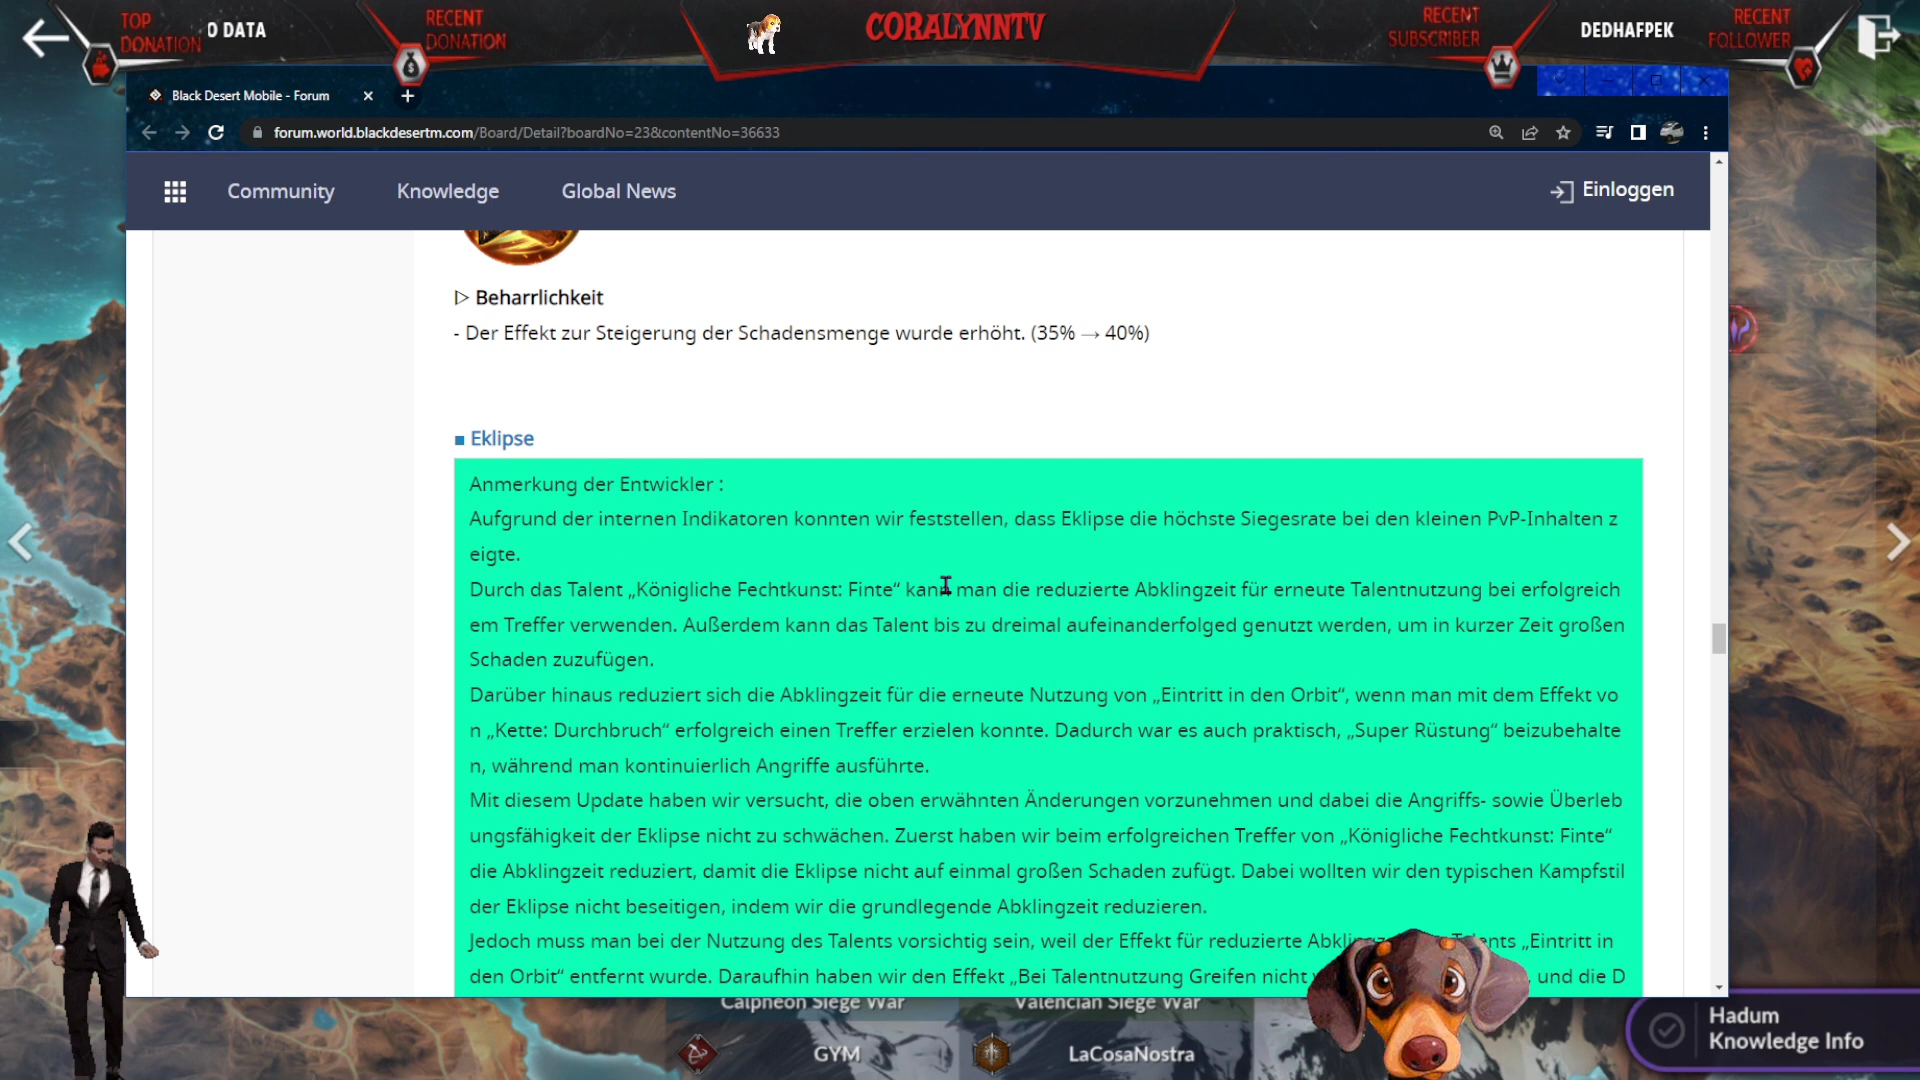 TOP
DONATION
O DATA
RECENT
DONATION
CORALYNNTV
RECENT
SUBSCRIBER
DEDHAFPEK
RECENT
FOLLOWER
Black Desert Mobile - Forum
forum.world.blackdesertm.com/Board/Detail?boardNo=23&contentNo=36633
Community
Knowledge
Global News
Einloggen
▷ Beharrlichkeit
- Der Effekt zur Steigerung der Schadensmenge wurde erhöht. (35% → 40%)
■ Eklipse
Anmerkung der Entwickler :
Aufgrund der internen Indikatoren konnten wir feststellen, dass Eklipse die höchste Siegesrate bei den kleinen PvP-Inhalten z
eigte.
Durch das Talent „Königliche Fechtkunst: Finte“ kann man die reduzierte Abklingzeit für erneute Talentnutzung bei erfolgreich
em Treffer verwenden. Außerdem kann das Talent bis zu dreimal aufeinanderfolged genutzt werden, um in kurzer Zeit großen
Schaden zuzufügen.
Darüber hinaus reduziert sich die Abklingzeit für die erneute Nutzung von „Eintritt in den Orbit“, wenn man mit dem Effekt vo
n „Kette: Durchbruch“ erfolgreich einen Treffer erzielen konnte. Dadurch war es auch praktisch, „Super Rüstung“ beizubehalte
n, während man kontinuierlich Angriffe ausführte.
Mit diesem Update haben wir versucht, die oben erwähnten Änderungen vorzunehmen und dabei die Angriffs- sowie Überleb
ungsfähigkeit der Eklipse nicht zu schwächen. Zuerst haben wir beim erfolgreichen Treffer von „Königliche Fechtkunst: Finte“
die Abklingzeit reduziert, damit die Eklipse nicht auf einmal großen Schaden zufügt. Dabei wollten wir den typischen Kampfstil
der Eklipse nicht beseitigen, indem wir die grundlegende Abklingzeit reduzieren.
Jedoch muss man bei der Nutzung des Talents vorsichtig sein, weil der Effekt für reduzierte „Eintritt in
den Orbit“ entfernt wurde. Daraufhin haben wir den Effekt „Bei Talentnutzung Greifen nicht , und die D
Calpheon Siege War
Valencian Siege War
GYM
LaCosaNostra
Hadum
Knowledge Info